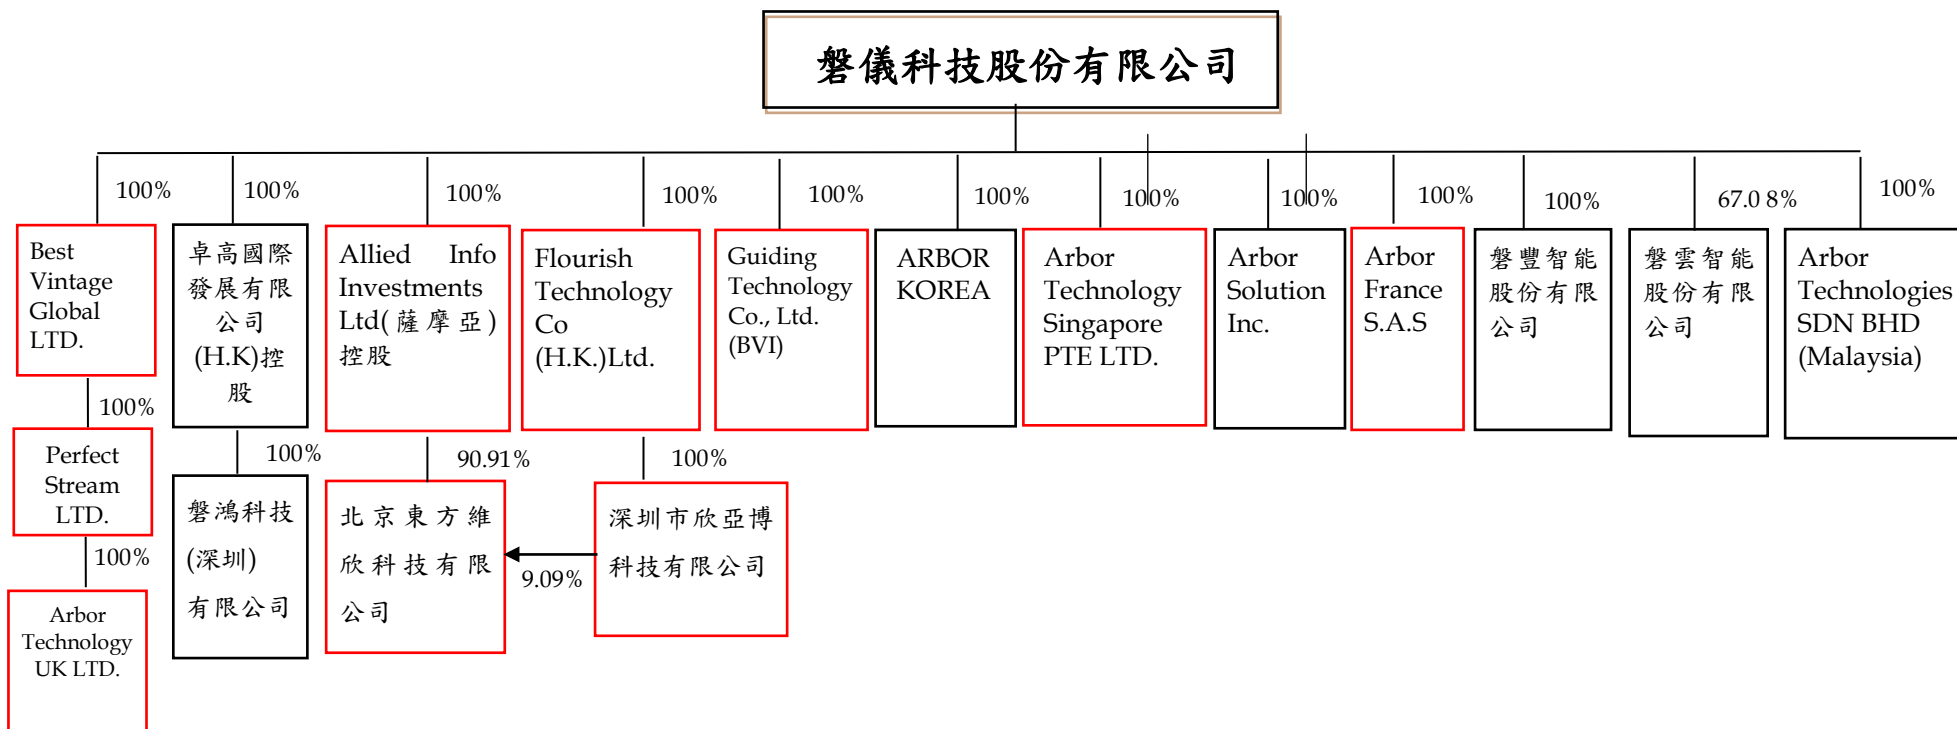 磐儀科技股份有限公司
100%
100%
100%
100%
100%
100%
100%
100%
100%
100%
67.0 8%
100%
Best
Vintage
Global
LTD.
卓高國際
發展有限
公司
(H.K)控
股
Allied Info
Investments
Ltd(薩摩亞)
控股
Flourish
Technology
Co
(H.K.)Ltd.
Guiding
Technology
Co., Ltd.
(BVI)
ARBOR
KOREA
Arbor
Technology
Singapore
PTE LTD.
Arbor
Solution
Inc.
Arbor
France
S.A.S
磐豐智能
股份有限
公司
磐雲智能
股份有限
公司
Arbor
Technologies
SDN BHD
(Malaysia)
100%
100%
90.91%
100%
Perfect
Stream
LTD.
磐鴻科技
(深圳)
有限公司
北京東方維
欣科技有限
公司
9.09%
深圳市欣亞博
科技有限公司
100%
Arbor
Technology
UK LTD.